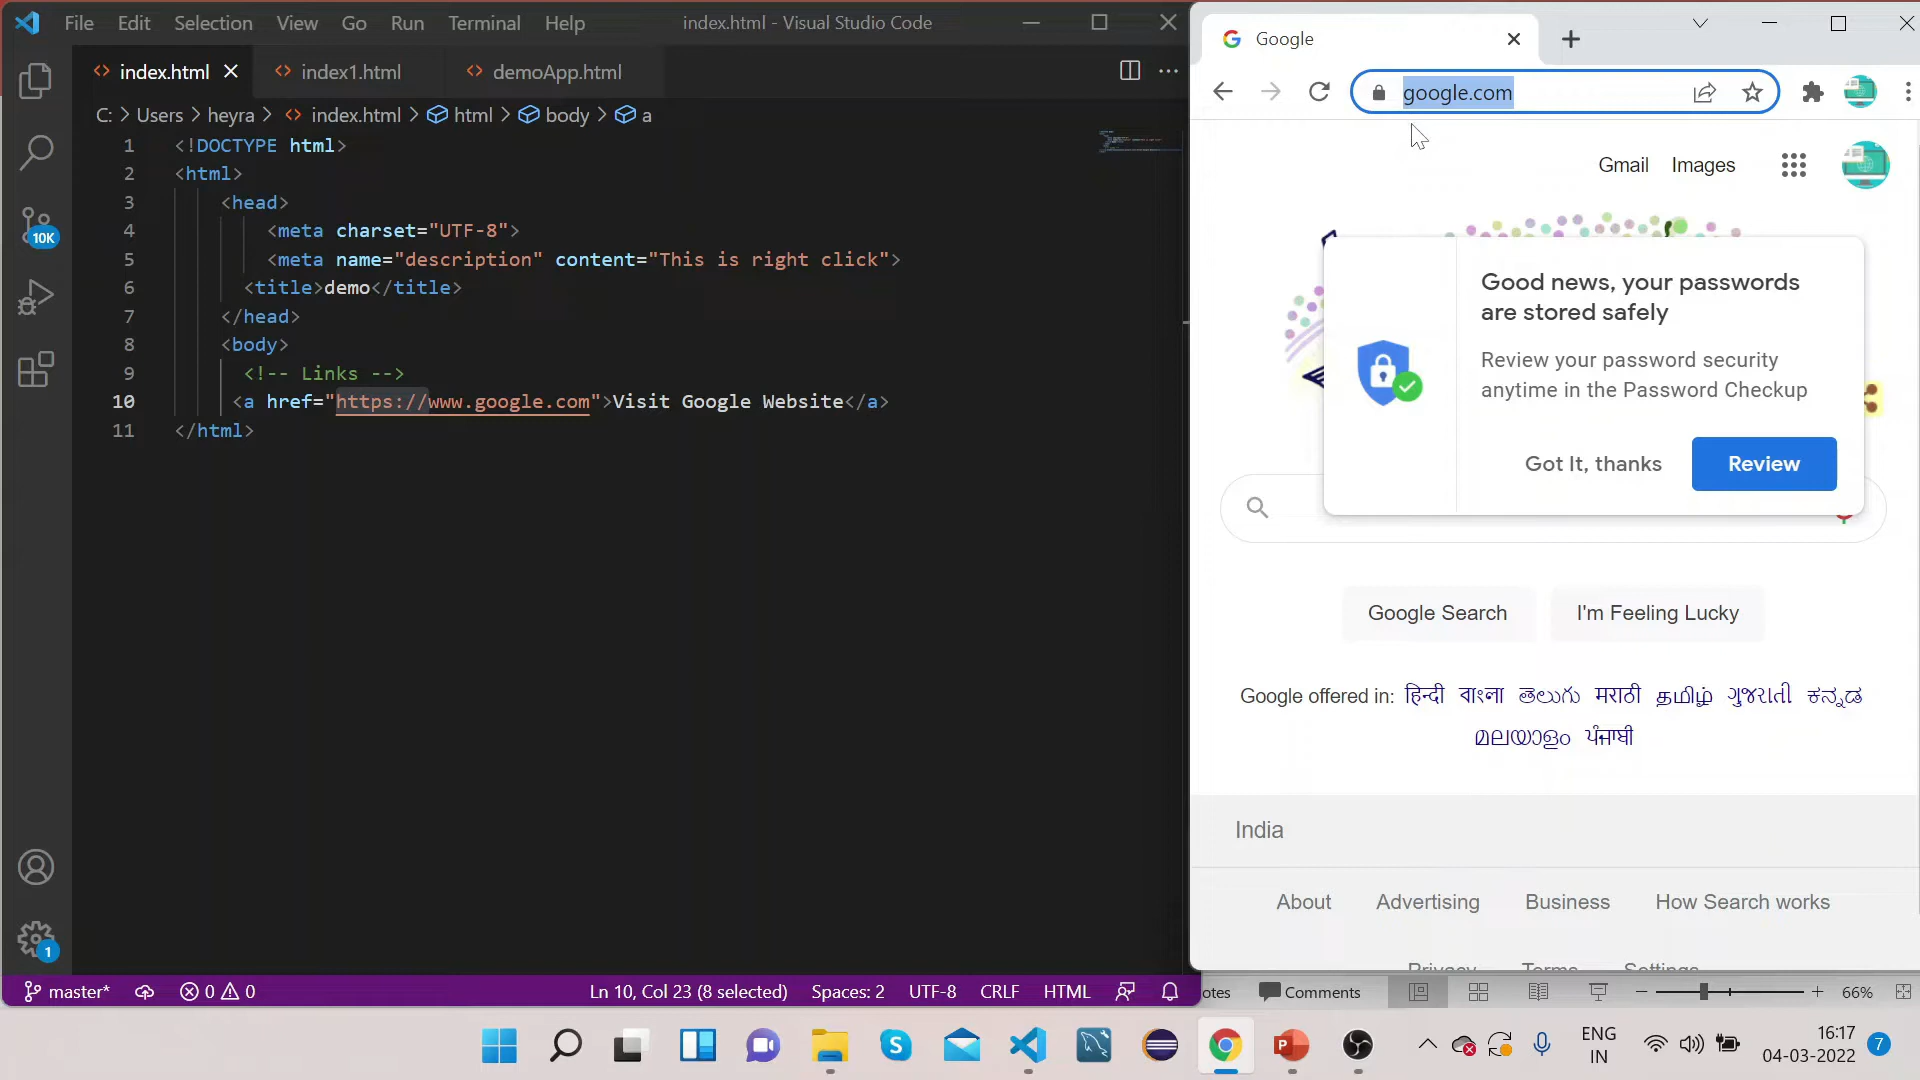 File Edit Selection View Go Run Terminal Help index.html - Visual Studio Code
index.html index1.html demoApp.html
C: > Users > heyra > index.html > html > body > a
1 <!DOCTYPE html>
2 <html>
3 <head>
4 <meta charset="UTF-8">
5 <meta name="description" content="This is right click">
6 <title>demo</title>
7 </head>
8 <body>
9 <!-- Links -->
10 <a href="https://www.google.com">Visit Google Website</a>
11 </html>
10K
1
master* 0 0 Ln 10, Col 23 (8 selected) Spaces: 2 UTF-8 CRLF HTML
Google
google.com
Gmail Images
Good news, your passwords
are stored safely
Review your password security
anytime in the Password Checkup
Got It, thanks Review
Google Search I'm Feeling Lucky
Google offered in: हिन्दी বাংলা తెలుగు मराठी தமிழ் ગુજરાતી ಕನ್ನಡ
മലയാളം ਪੰਜਾਬੀ
India
About Advertising Business How Search works
Privacy Terms Settings
otes Comments 66%
ENG
IN
16:17
04-03-2022
7